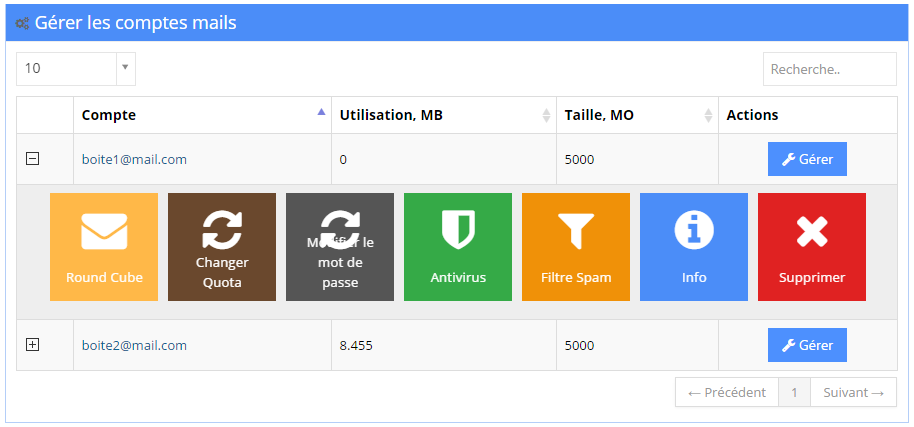 Gérer les comptes mails
10
Recherche..
Compte Utilisation, MB Taille, MO Actions
boite1@mail.com 0 5000 Gérer
Round Cube
Changer
Quota
Modifier le
mot de
passe
Antivirus
Filtre Spam
Info
Supprimer
boite2@mail.com 8.455 5000 Gérer
← Précédent 1 Suivant →